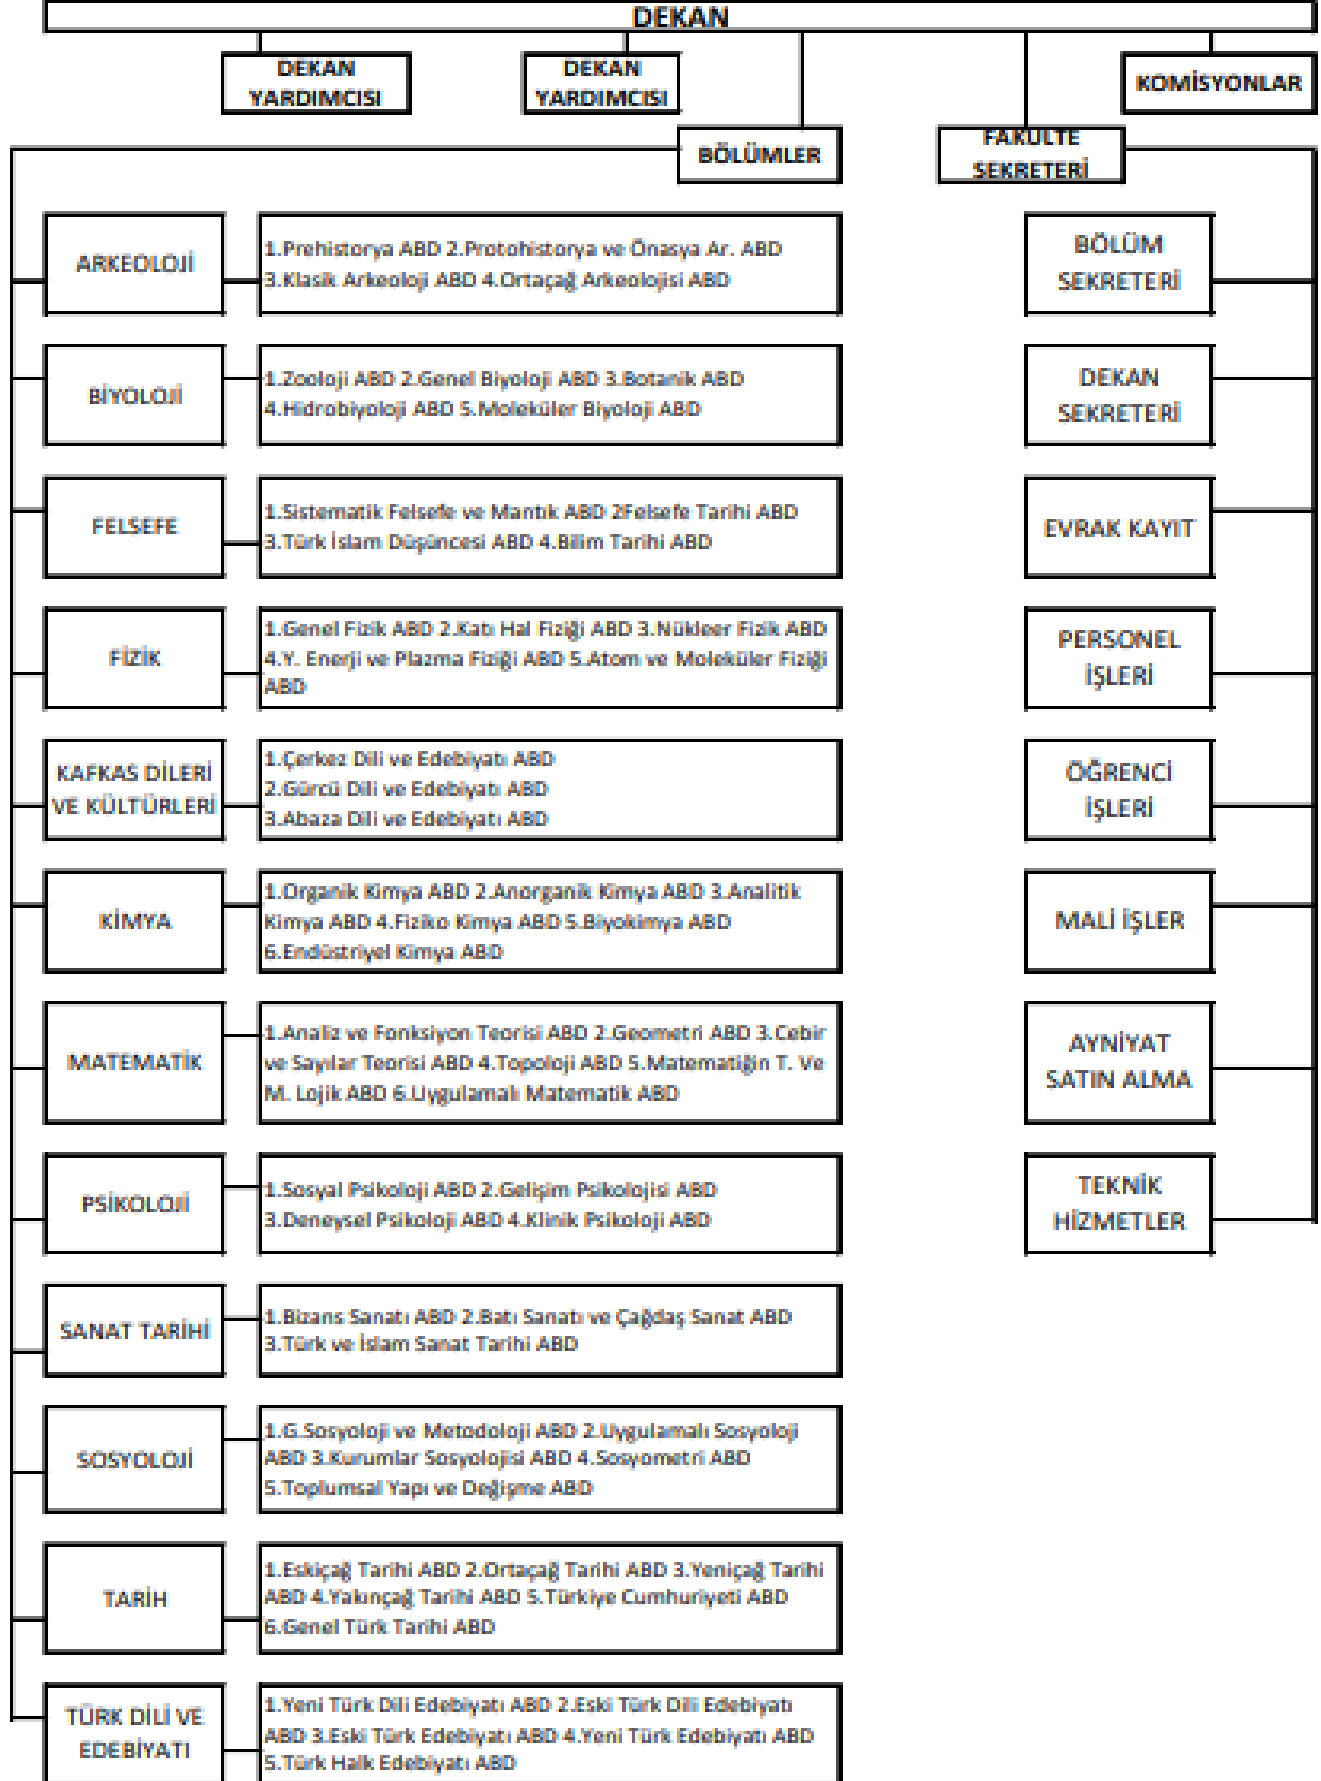 DEKAN
DEKAN
YARDIMCISI
DEKAN
YARDIMCISI
KOMİSYONLAR
BÖLÜMLER
FAKÜLTE
SEKRETERİ
ARKEOLOJİ
1.Prehistorya ABD 2.Protohistorya ve Önasya Ar. ABD
3.Klasik Arkeoloji ABD 4.Ortaçağ Arkeolojisi ABD
BÖLÜM
SEKRETERİ
BİYOLOJİ
1.Zooloji ABD 2.Genel Biyoloji ABD 3.Botanik ABD
4.Hidrobiyoloji ABD 5.Moleküler Biyoloji ABD
DEKAN
SEKRETERİ
FELSEFE
1.Sistematik Felsefe ve Mantık ABD 2Felsefe Tarihi ABD
3.Türk İslam Düşüncesi ABD 4.Bilim Tarihi ABD
EVRAK KAYIT
FİZİK
1.Genel Fizik ABD 2.Katı Hal Fiziği ABD 3.Nükleer Fizik ABD
4.Y. Enerji ve Plazma Fiziği ABD 5.Atom ve Moleküler Fiziği
ABD
PERSONEL
İŞLERİ
KAFKAS DİLERİ
VE KÜLTÜRLERİ
1.Çerkez Dili ve Edebiyatı ABD
2.Gürcü Dili ve Edebiyatı ABD
3.Abaza Dili ve Edebiyatı ABD
ÖĞRENCİ
İŞLERİ
KİMYA
1.Organik Kimya ABD 2.Anorganik Kimya ABD 3.Analitik
Kimya ABD 4.Fiziko Kimya ABD 5.Biyokimya ABD
6.Endüstriyel Kimya ABD
MALİ İŞLER
MATEMATİK
1.Analiz ve Fonksiyon Teorisi ABD 2.Geometri ABD 3.Cebir
ve Sayılar Teorisi ABD 4.Topoloji ABD 5.Matematiğin T. Ve
M. Lojik ABD 6.Uygulamalı Matematik ABD
AYNİYAT
SATIN ALMA
PSİKOLOJİ
1.Sosyal Psikoloji ABD 2.Gelişim Psikolojisi ABD
3.Deneysel Psikoloji ABD 4.Klinik Psikoloji ABD
TEKNİK
HİZMETLER
SANAT TARİHİ
1.Bizans Sanatı ABD 2.Batı Sanatı ve Çağdaş Sanat ABD
3.Türk ve İslam Sanat Tarihi ABD
SOSYOLOJİ
1.G.Sosyoloji ve Metodoloji ABD 2.Uygulamalı Sosyoloji
ABD 3.Kurumlar Sosyolojisi ABD 4.Sosyometri ABD
5.Toplumsal Yapı ve Değişme ABD
TARİH
1.Eskiçağ Tarihi ABD 2.Ortaçağ Tarihi ABD 3.Yeniçağ Tarihi
ABD 4.Yakınçağ Tarihi ABD 5.Türkiye Cumhuriyeti ABD
6.Genel Türk Tarihi ABD
TÜRK DİLİ VE
EDEBİYATI
1.Yeni Türk Dili Edebiyatı ABD 2.Eski Türk Dili Edebiyatı
ABD 3.Eski Türk Edebiyatı ABD 4.Yeni Türk Edebiyatı ABD
5.Türk Halk Edebiyatı ABD